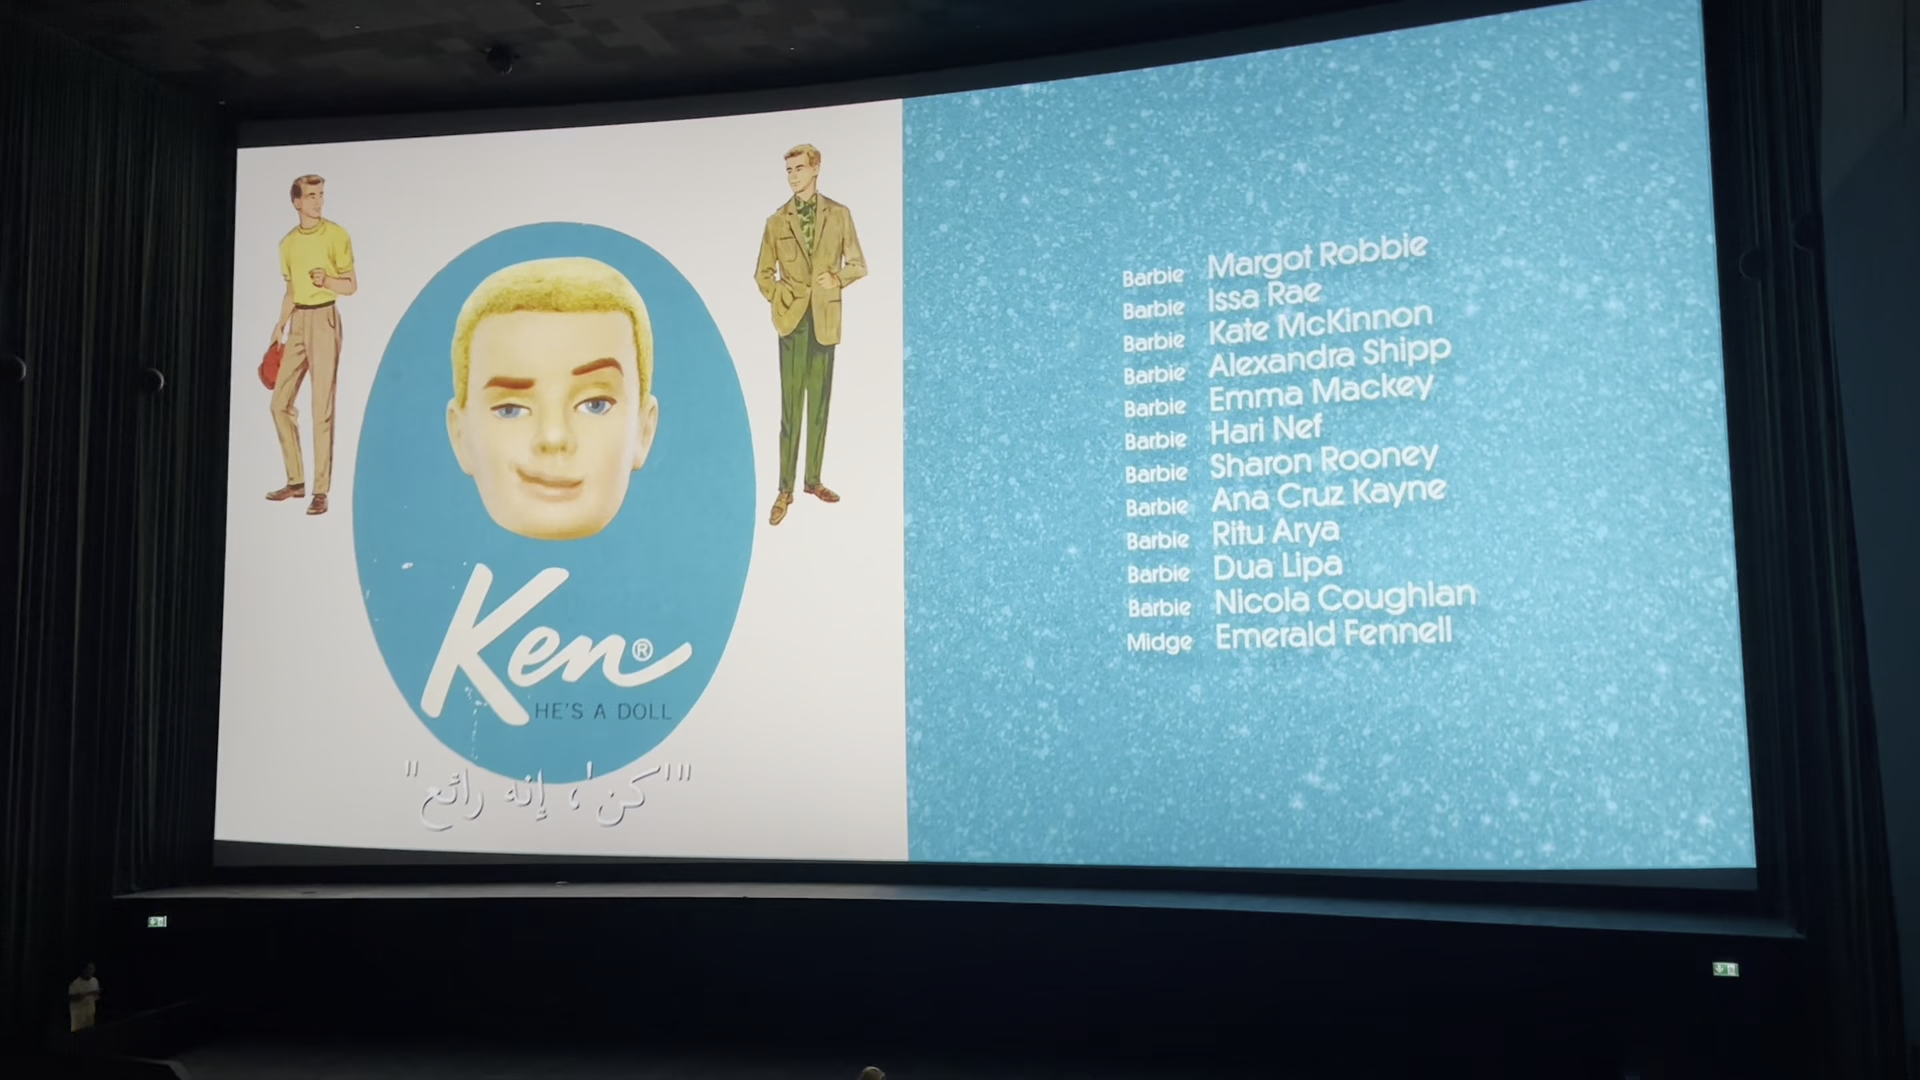 Ken®
HE'S A DOLL
"'كن'، إنه رائع"
Barbie Margot Robbie
Barbie Issa Rae
Barbie Kate McKinnon
Barbie Alexandra Shipp
Barbie Emma Mackey
Barbie Hari Nef
Barbie Sharon Rooney
Barbie Ana Cruz Kayne
Barbie Ritu Arya
Barbie Dua Lipa
Barbie Nicola Coughlan
Midge Emerald Fennell